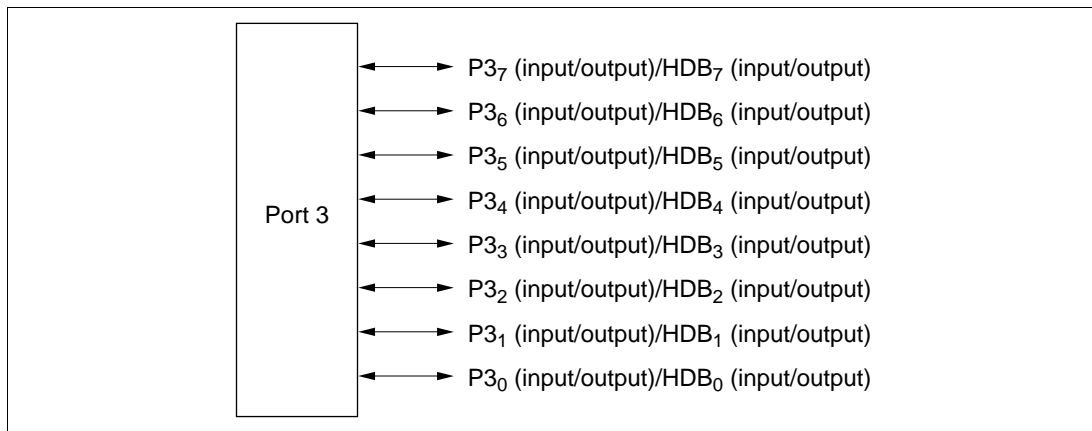 P3₇ (input/output)/HDB₇ (input/output)
P3₆ (input/output)/HDB₆ (input/output)
P3₅ (input/output)/HDB₅ (input/output)
P3₄ (input/output)/HDB₄ (input/output)
Port 3
P3₃ (input/output)/HDB₃ (input/output)
P3₂ (input/output)/HDB₂ (input/output)
P3₁ (input/output)/HDB₁ (input/output)
P3₀ (input/output)/HDB₀ (input/output)